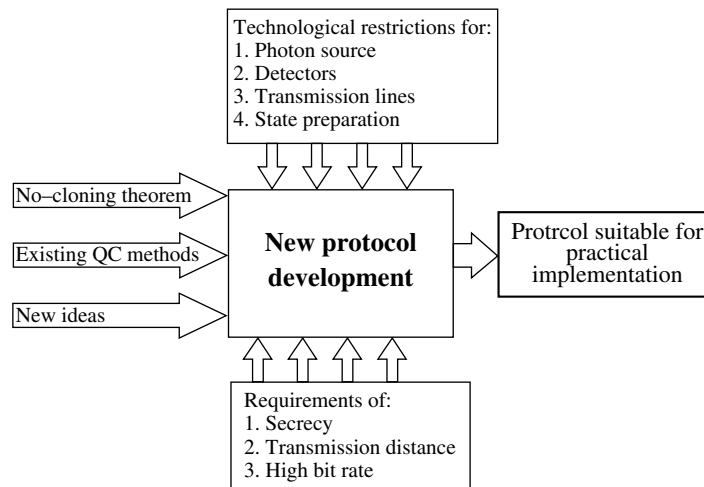 Technological restrictions for:
1. Photon source
2. Detectors
3. Transmission lines
4. State preparation
No–cloning theorem
Existing QC methods
New ideas
New protocol
development
Protrcol suitable for
practical
implementation
Requirements of:
1. Secrecy
2. Transmission distance
3. High bit rate